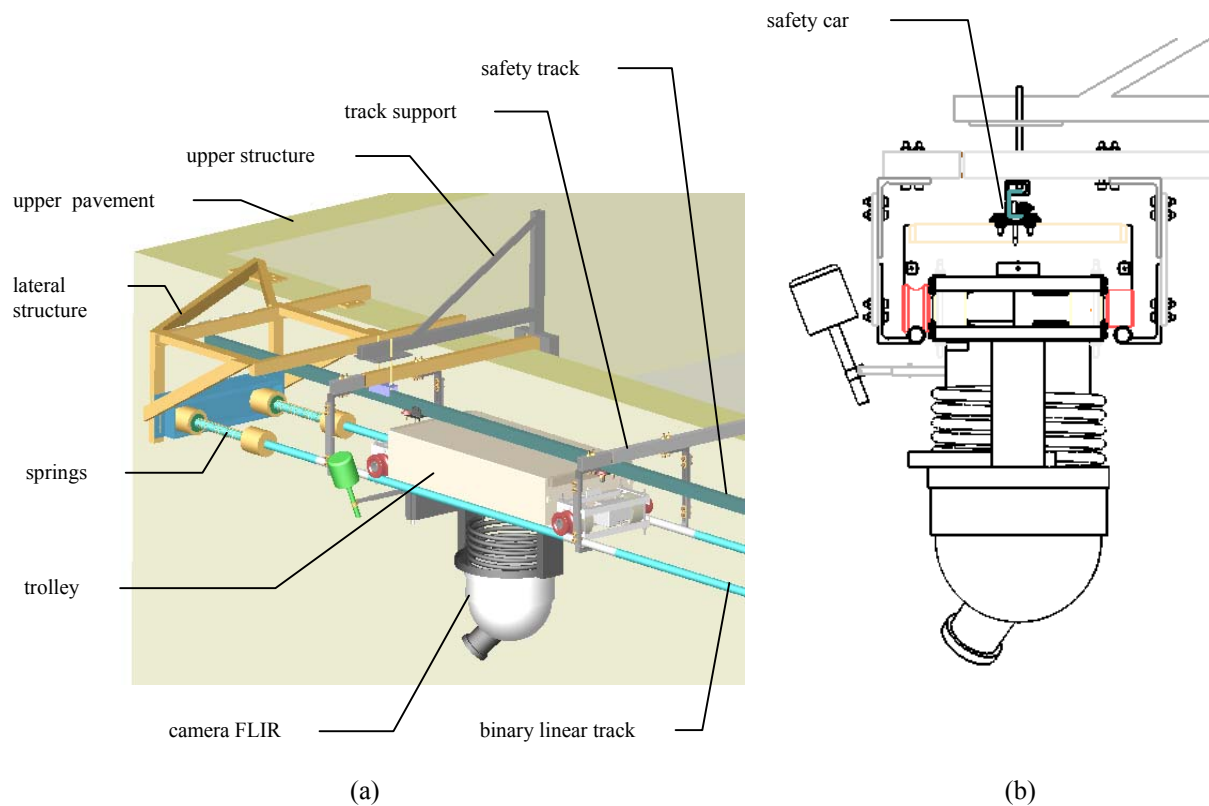 safety car
safety track
track support
upper structure
upper pavement
lateral
structure
springs
trolley
camera FLIR
binary linear track
(a)
(b)